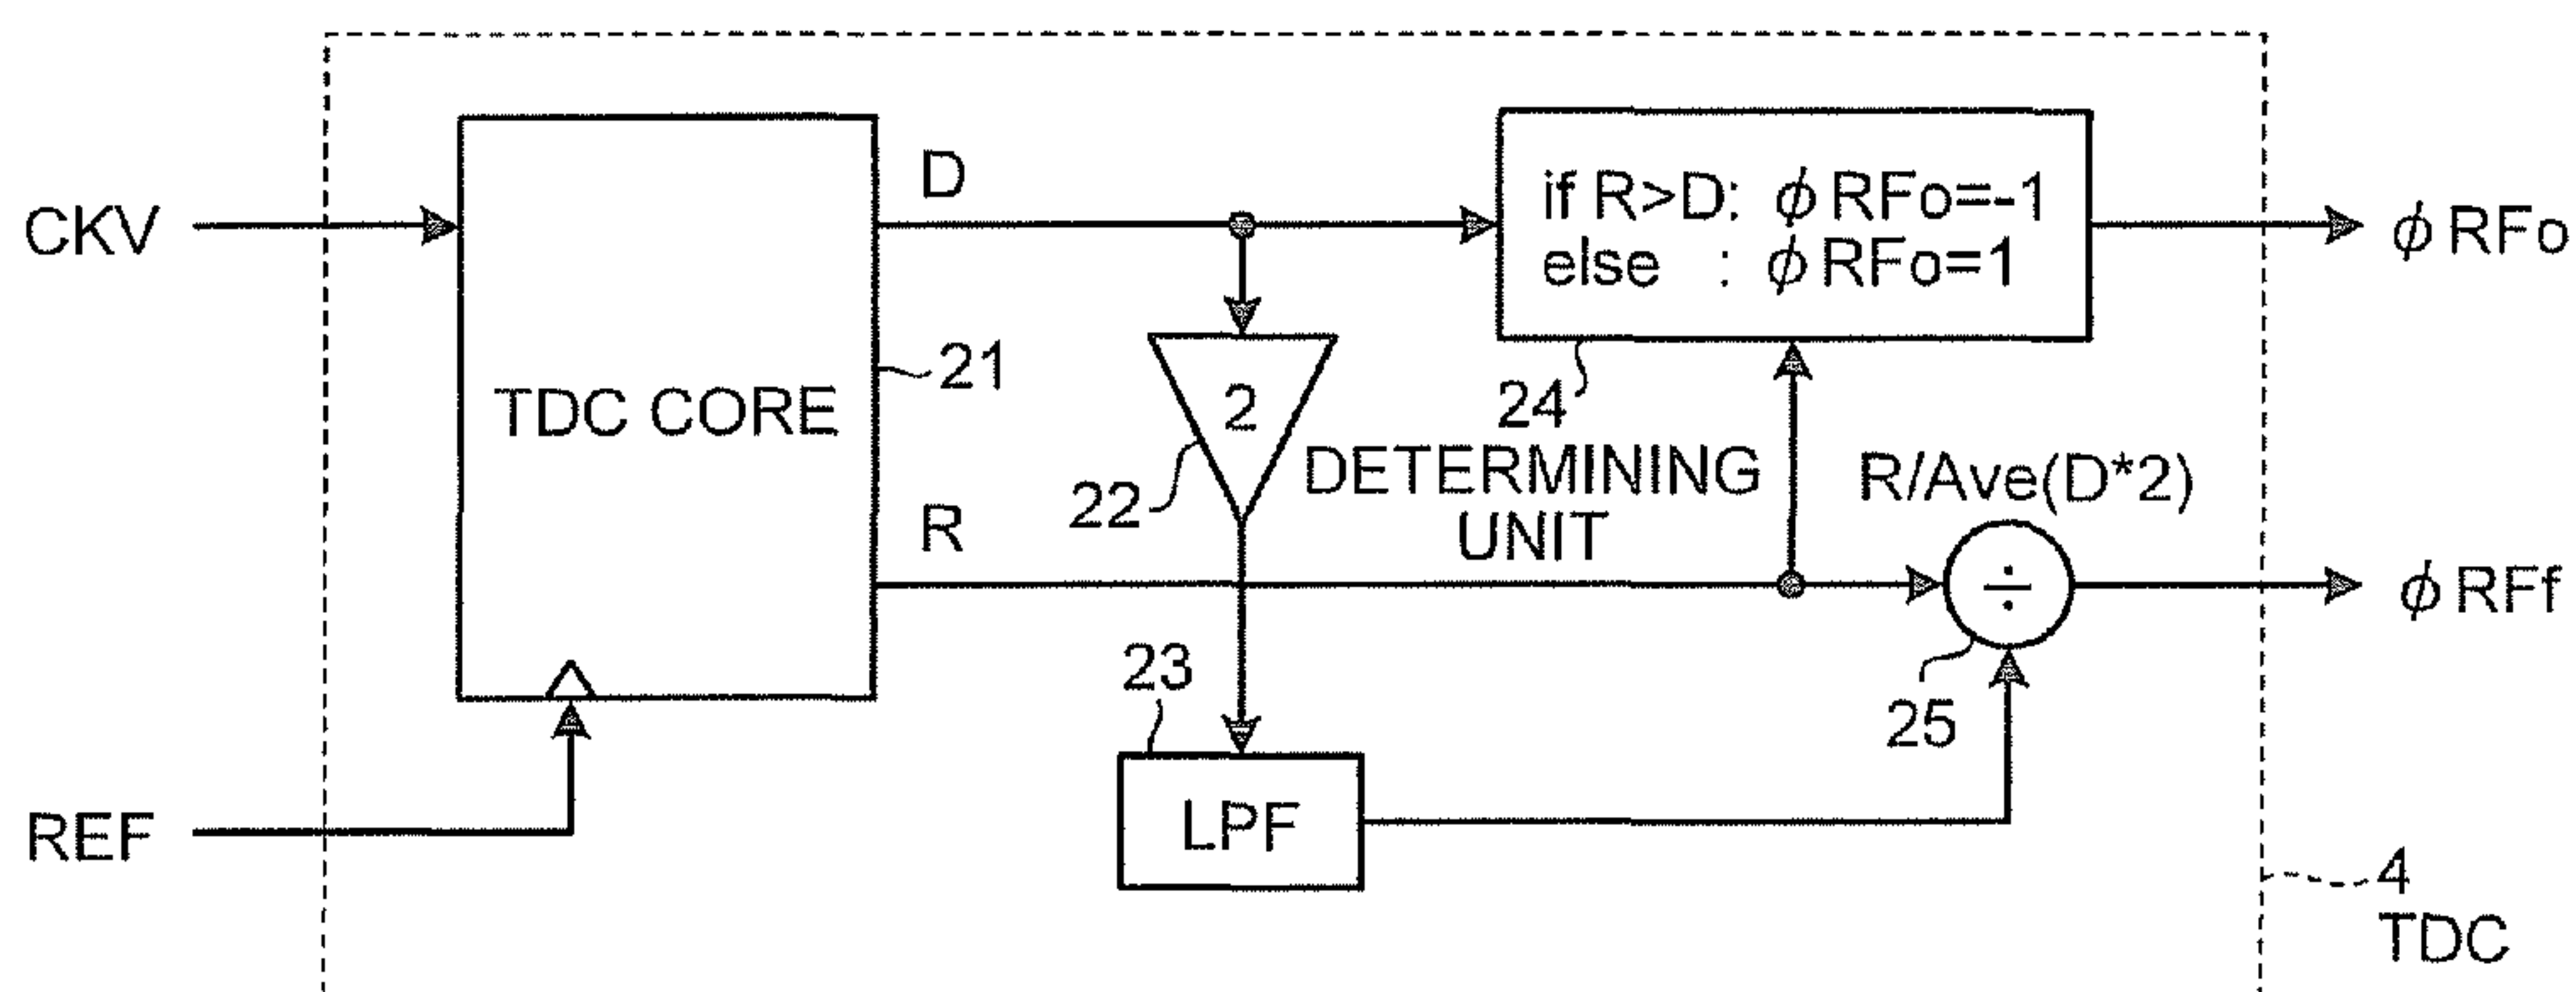 CKV
REF
TDC CORE
21
D
R
2
22
23
LPF
if R>D: ϕRFo=-1
else : ϕRFo=1
24
DETERMINING
UNIT
R/Ave(D*2)
÷
25
ϕRFo
ϕRFf
4
TDC